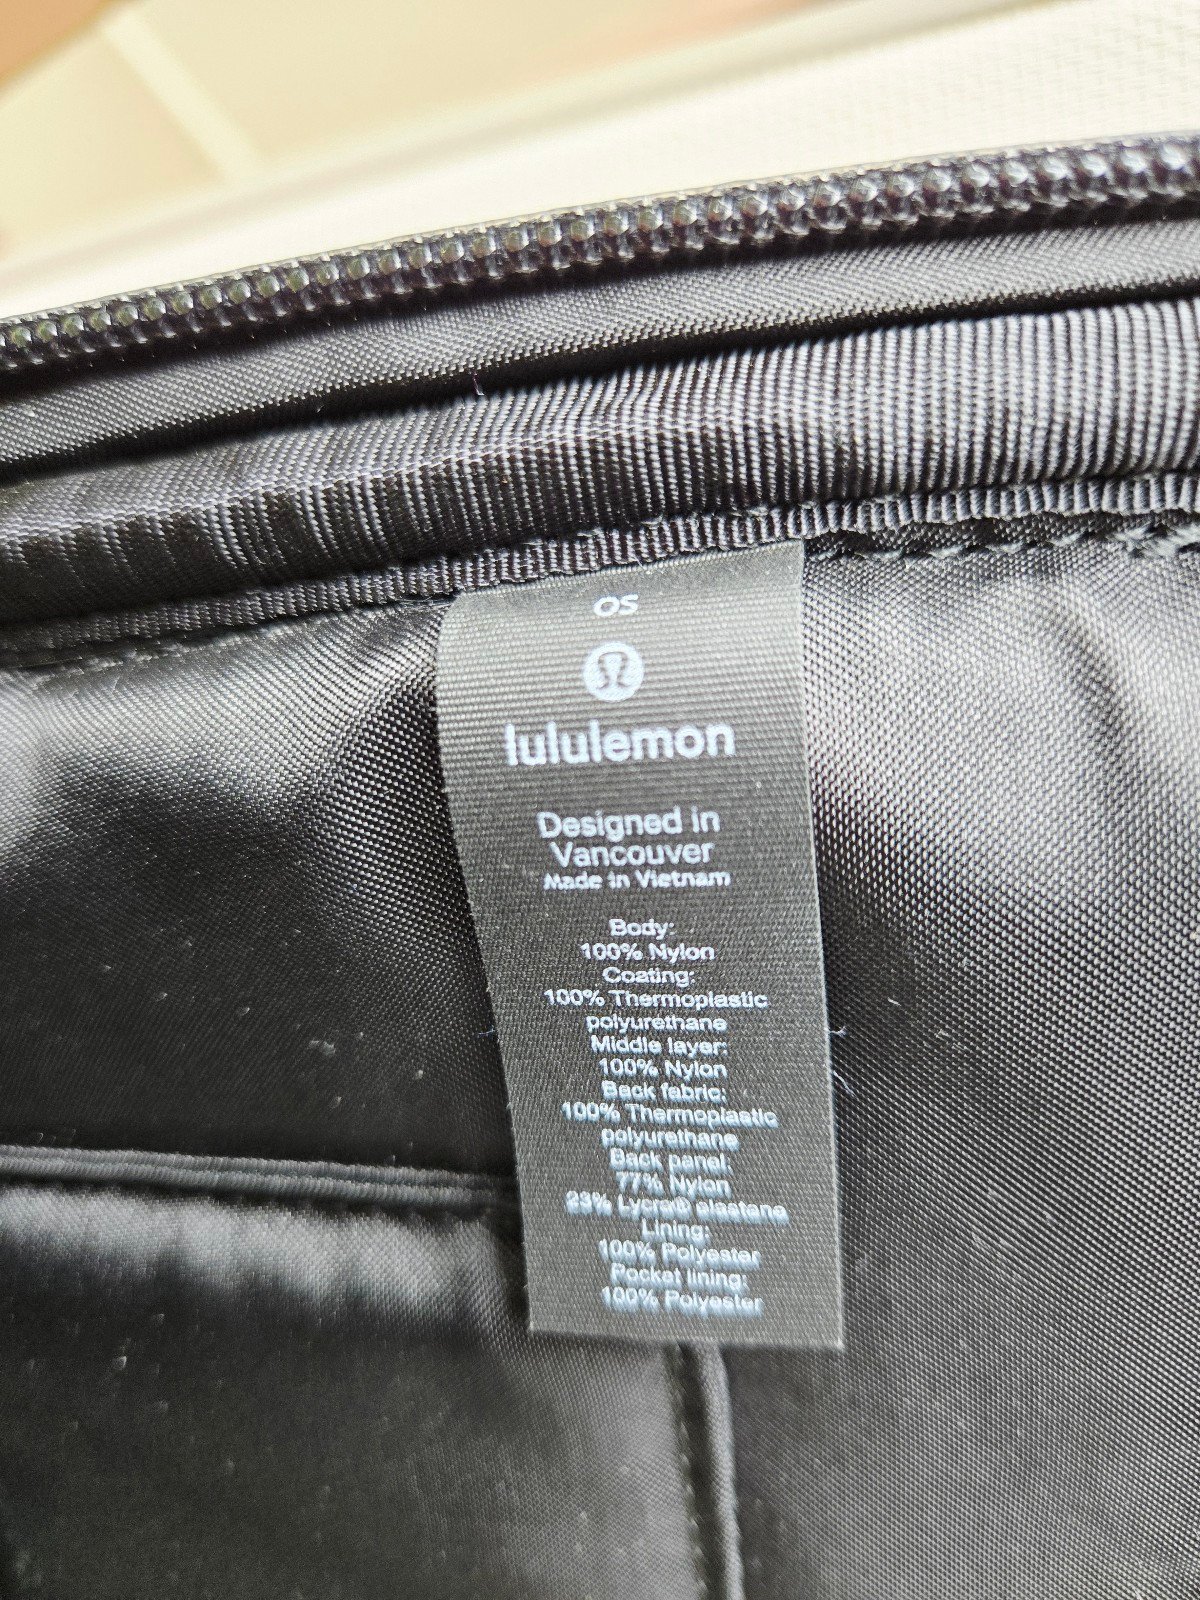 OS
lululemon
Designed in
Vancouver
Made in Vietnam
Body:
100% Nylon
Coating:
100% Thermoplastic
polyurethane
Middle layer:
100% Nylon
Back fabric:
100% Thermoplastic
polyurethane
Back panel:
77% Nylon
23% Lycra® elastane
Lining:
100% Polyester
Pocket lining:
100% Polyester